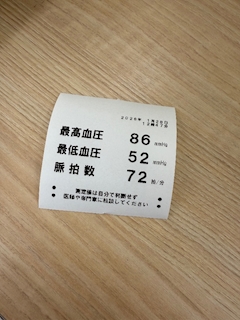 最高血圧 86 mmHg
最低血圧 52 mmHg
脈拍数 72 拍/分
測定値は自分で判断せず
医師や専門家に相談してください